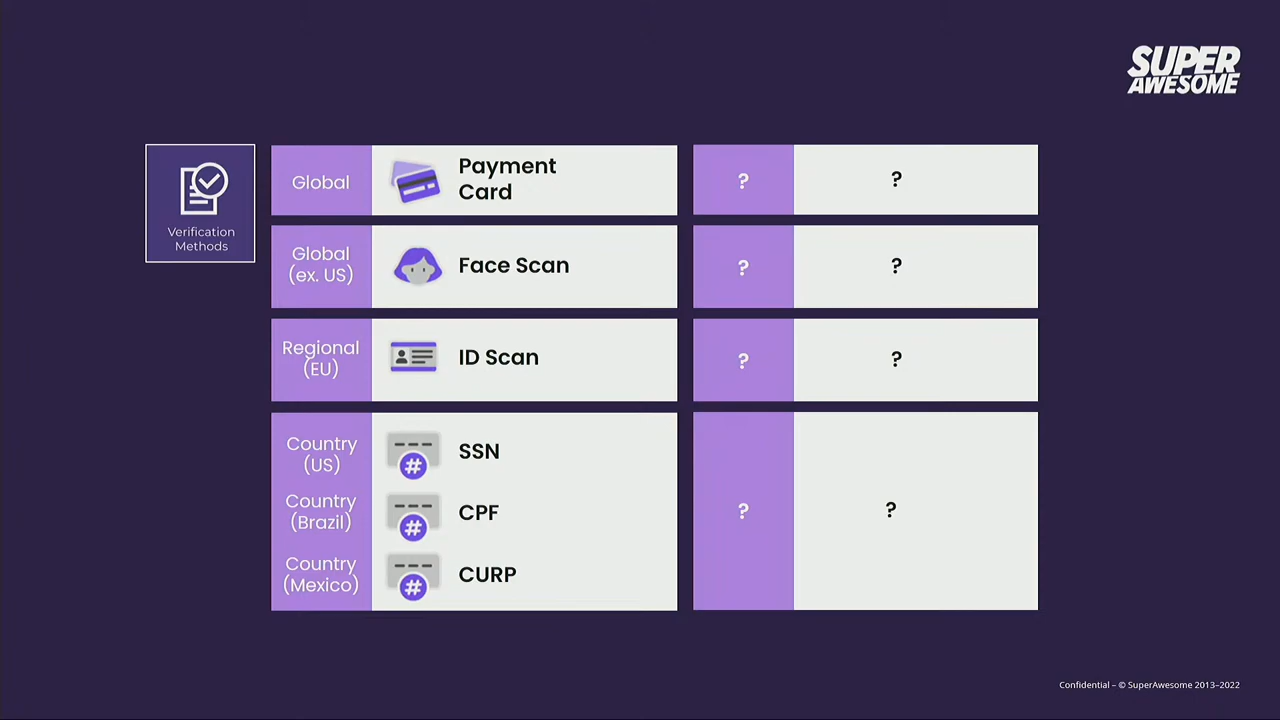 SUPER
AWESOME
Verification
Methods
Global
Payment
Card
?
?
Global
(ex. US)
Face Scan
?
?
Regional
(EU)
ID Scan
?
?
Country
(US)
# SSN
Country
(Brazil)
# CPF
Country
(Mexico)
# CURP
?
?
Confidential – © SuperAwesome 2013–2022